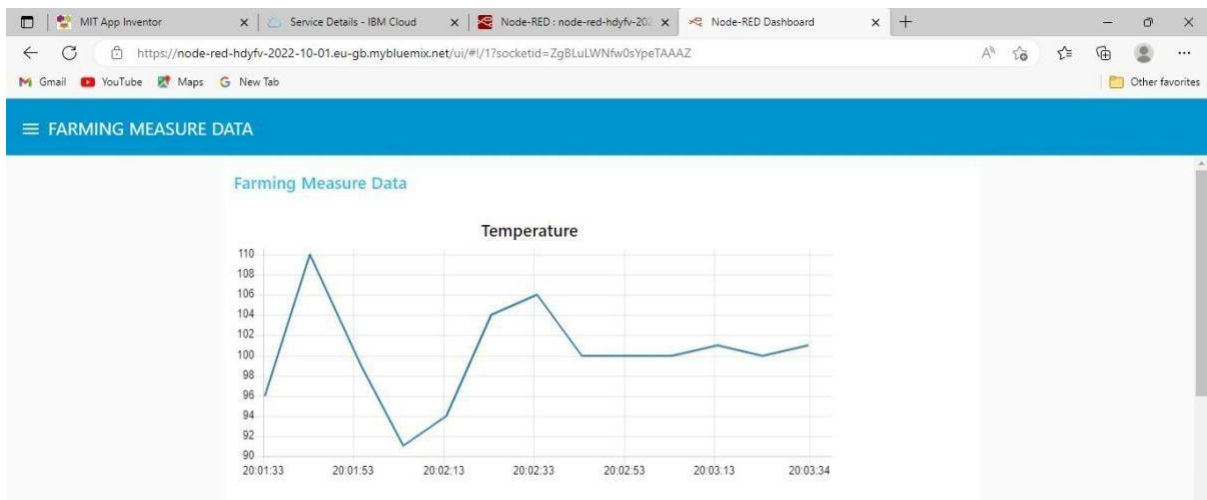 MIT App Inventor
Service Details - IBM Cloud
Node-RED : node-red-hdyfv-202
Node-RED Dashboard
https://node-red-hdyfv-2022-10-01.eu-gb.mybluemix.net/ui/#!/1?socketid=ZgBLuLWNfw0sYpeTAAAZ
Gmail
YouTube
Maps
New Tab
Other favorites
FARMING MEASURE DATA
Farming Measure Data
Temperature
110
108
106
104
102
100
98
96
94
92
90
20:01:33 20:01:53 20:02:13 20:02:33 20:02:53 20:03:13 20:03:34